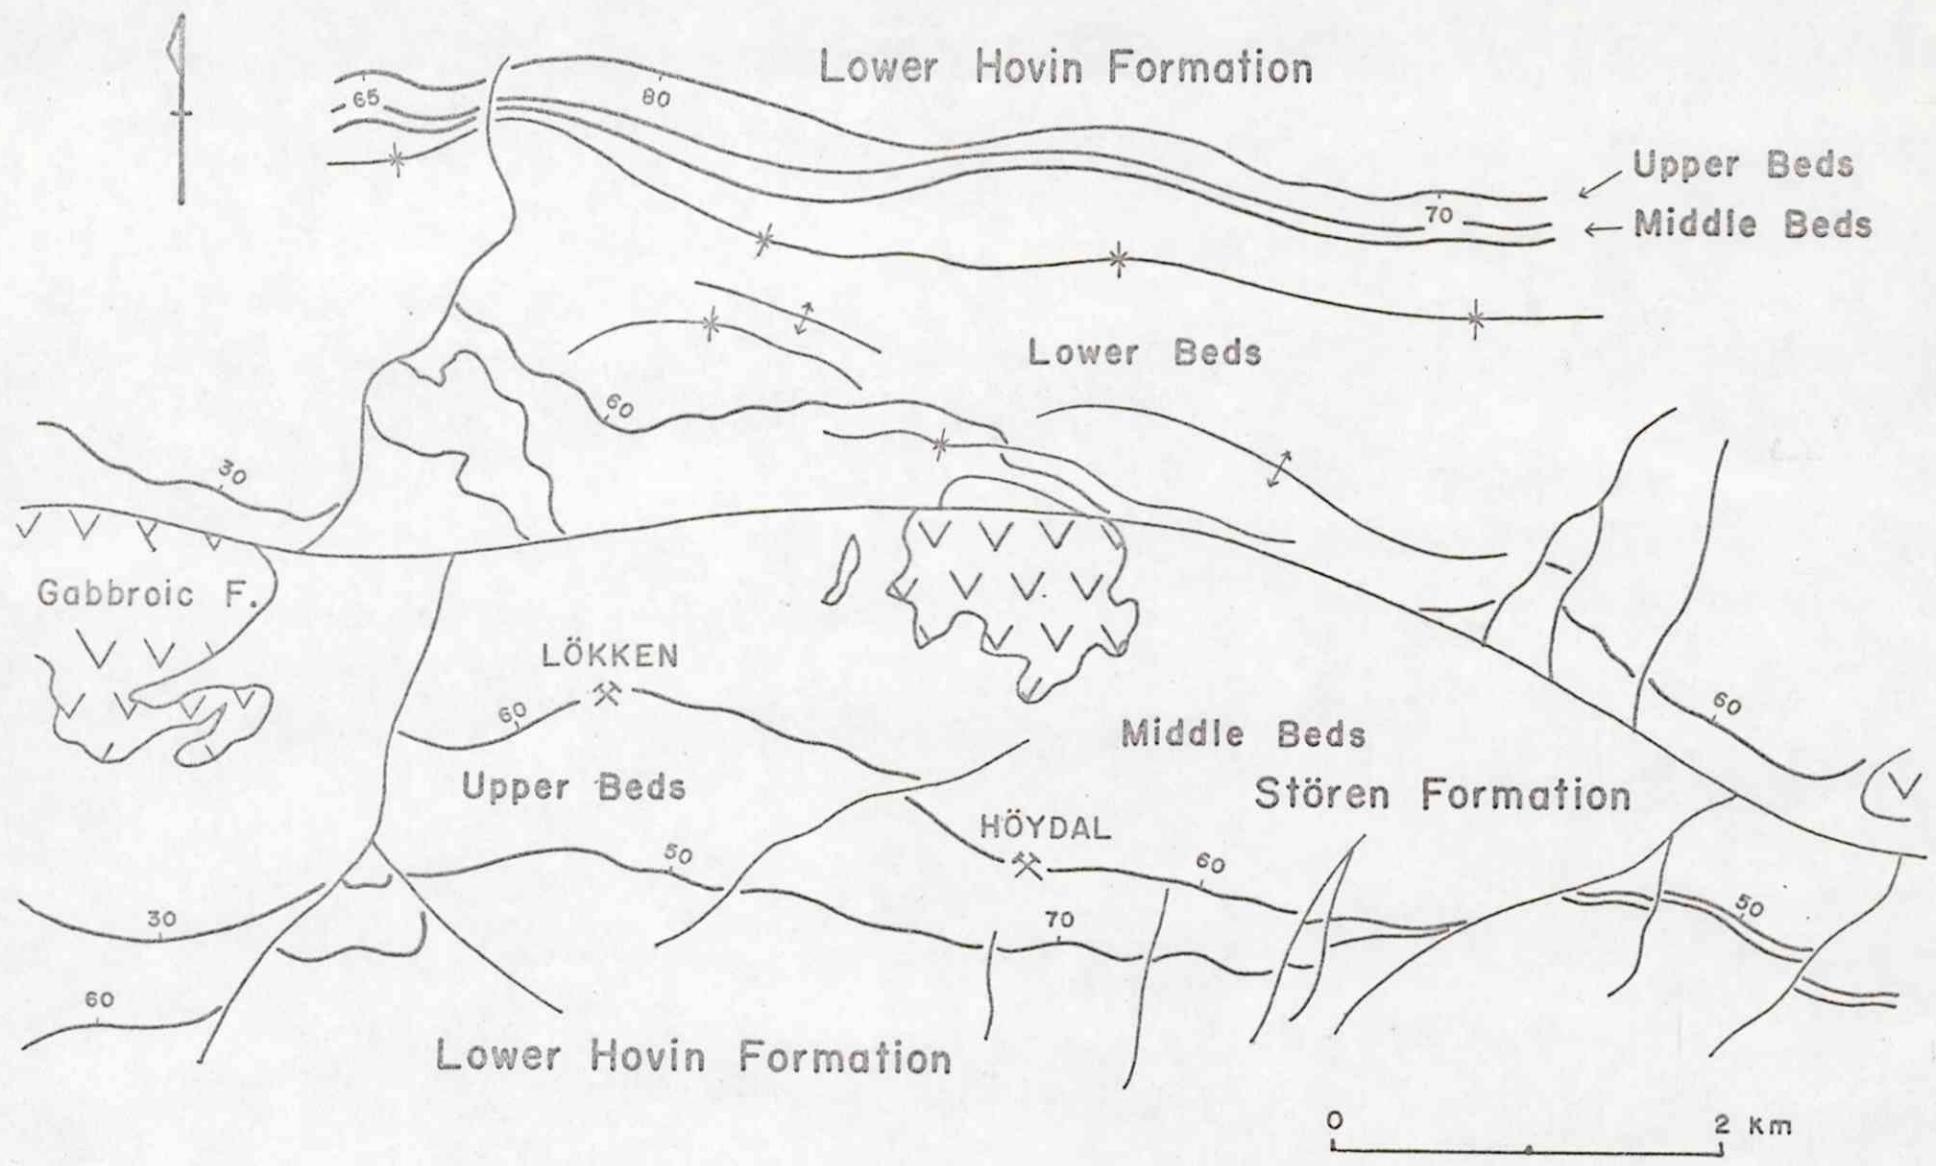 Lower Hovin Formation
65
80
Upper Beds
70
Middle Beds
Lower Beds
60
30
Gabbroic F.
LÖKKEN
60
60
Middle Beds
Upper Beds
Stören Formation
HÖYDAL
50
60
50
30
70
60
Lower Hovin Formation
0 2 Km